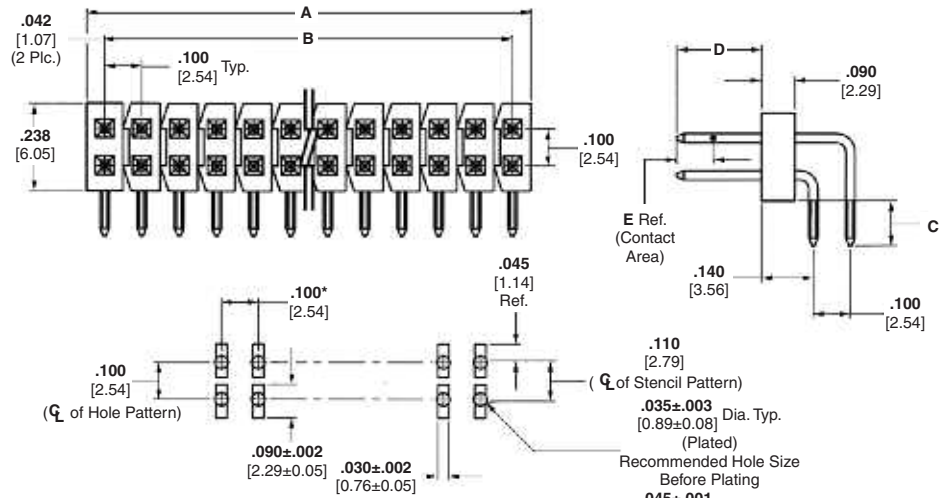 A
.042
[1.07]
(2 Plc.)
B
.100
[2.54]
Typ.
.238
[6.05]
.100
[2.54]
D
.090
[2.29]
E Ref.
(Contact
Area)
C
.140
[3.56]
.100
[2.54]
.100*
[2.54]
.045
[1.14]
Ref.
.100
[2.54]
(℄ of Hole Pattern)
.110
[2.79]
(℄ of Stencil Pattern)
.090±.002
[2.29±0.05]
.030±.002
[0.76±0.05]
.035±.003
[0.89±0.08]
Dia. Typ.
(Plated)
Recommended Hole Size
Before Plating
.045±.001